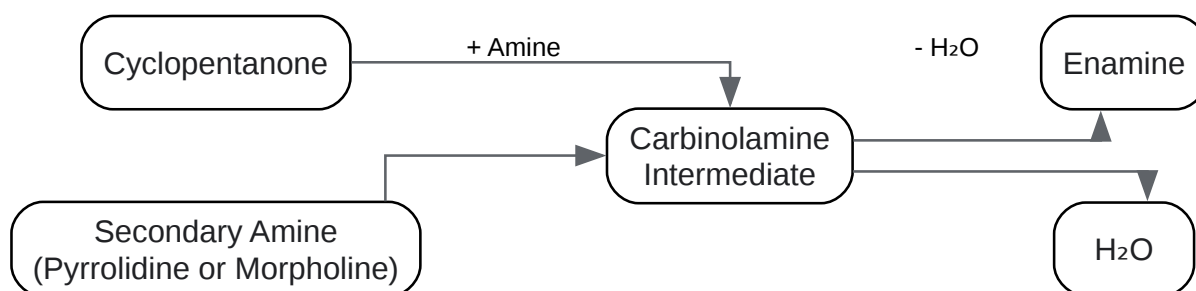 Cyclopentanone
+ Amine
- H₂O
Enamine
Carbinolamine
Intermediate
Secondary Amine
(Pyrrolidine or Morpholine)
H₂O